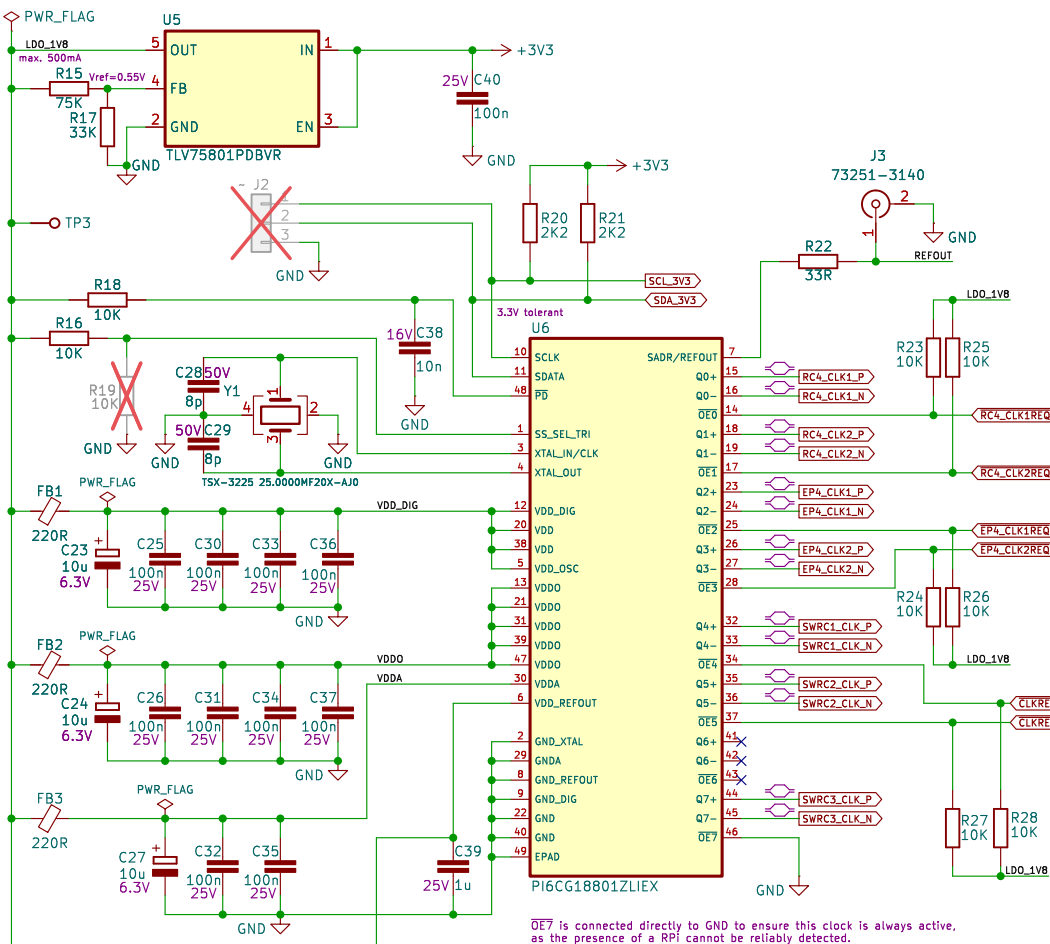 PWR_FLAG
U5
LDO_1V8
max. 500mA
5 OUT IN 1
+3V3
R15
75K
Vref=0.55V
4 FB
R17
33K
2 GND EN 3
GND
TLV75801PDBVR
25V C40
100n
GND
TP3
~ J2
1
2
3
GND
+3V3
R20
2K2
R21
2K2
SCL_3V3
SDA_3V3
3.3V tolerant
J3
73251-3140
2
1
GND
R22
33R
REFOUT
LDO_1V8
R23
10K
R25
10K
R18
10K
R16
10K
R19
10K
GND
16V C38
10n
GND
C28 50V
8p
Y1
1
4
2
3
50V C29
8p
GND
GND
TSX-3225 25.0000MF20X-AJ0
U6
10 SCLK
11 SDATA
48 PD
1 SS_SEL_TRI
3 XTAL_IN/CLK
4 XTAL_OUT
12 VDD_DIG
20 VDD
38 VDD
5 VDD_OSC
13 VDDO
21 VDDO
31 VDDO
39 VDDO
47 VDDO
30 VDDA
6 VDD_REFOUT
2 GND_XTAL
29 GNDA
8 GND_REFOUT
9 GND_DIG
22 GND
40 GND
49 EPAD
SADR/REFOUT 7
Q0+ 15 RC4_CLK1_P
Q0- 16 RC4_CLK1_N
OE0 14 RC4_CLK1REQ
Q1+ 18 RC4_CLK2_P
Q1- 19 RC4_CLK2_N
OE1 17 RC4_CLK2REQ
Q2+ 23 EP4_CLK1_P
Q2- 24 EP4_CLK1_N
OE2 25 EP4_CLK1REQ
Q3+ 26 EP4_CLK2_P EP4_CLK2REQ
Q3- 27 EP4_CLK2_N
OE3 28
Q4+ 32 SWRC1_CLK_P
Q4- 33 SWRC1_CLK_N
OE4 34
Q5+ 35 SWRC2_CLK_P
Q5- 36 SWRC2_CLK_N
OE5 37
Q6+ 41
Q6- 42
OE6 43
Q7+ 44 SWRC3_CLK_P
Q7- 45 SWRC3_CLK_N
OE7 46
PI6CG18801ZLIEX
GND
R24
10K
R26
10K
LDO_1V8
CLKRE
CLKRE
R27
10K
R28
10K
LDO_1V8
FB1
220R
PWR_FLAG
VDD_DIG
C23
10u
6.3V
C25
100n
25V
C30
100n
25V
C33
100n
25V
C36
100n
25V
GND
FB2
220R
PWR_FLAG
VDDO
VDDA
C24
10u
6.3V
C26
100n
25V
C31
100n
25V
C34
100n
25V
C37
100n
25V
GND
FB3
220R
PWR_FLAG
C27
10u
6.3V
C32
100n
25V
C35
100n
25V
C39
25V 1u
GND
OE7 is connected directly to GND to ensure this clock is always active,
as the presence of a RPi cannot be reliably detected.